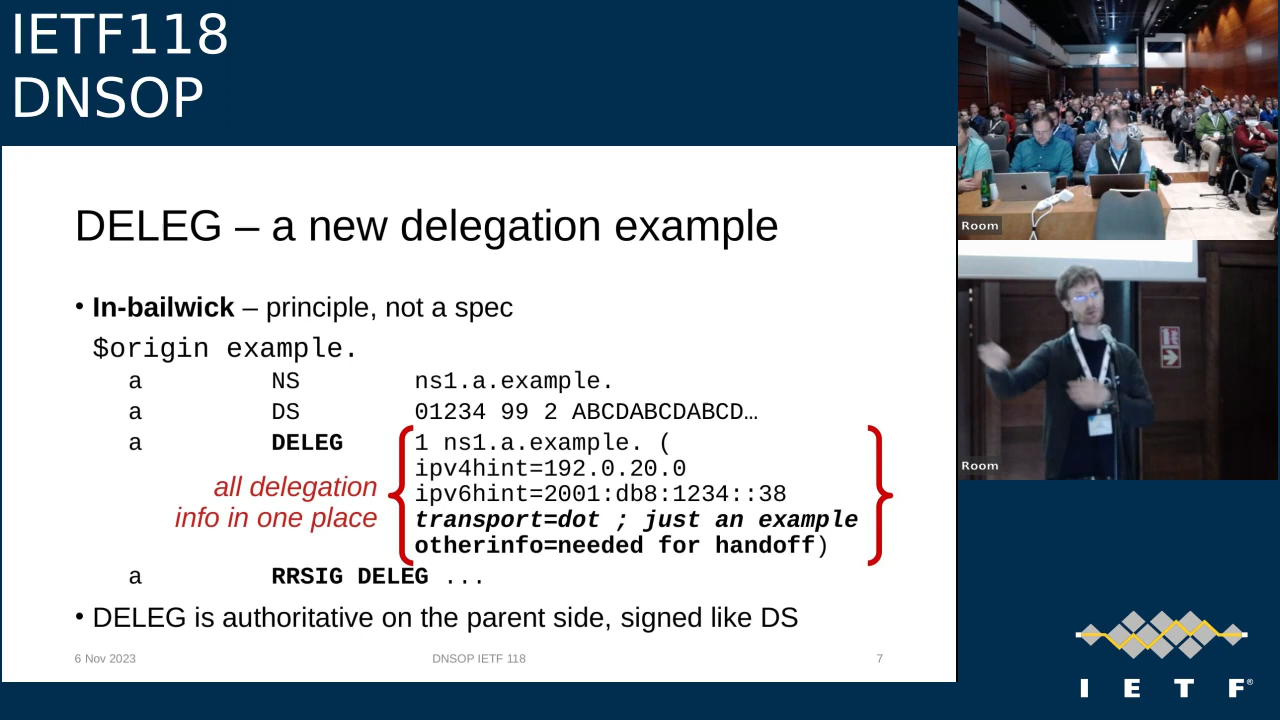 IETF118
DNSOP
DELEG – a new delegation example
• In-bailwick – principle, not a spec
$origin example.
a NS ns1.a.example.
a DS 01234 99 2 ABCDABCDABCD…
a DELEG 1 ns1.a.example. (
ipv4hint=192.0.20.0
ipv6hint=2001:db8:1234::38
transport=dot ; just an example
otherinfo=needed for handoff)
all delegation
info in one place
a RRSIG DELEG ...
• DELEG is authoritative on the parent side, signed like DS
6 Nov 2023 DNSOP IETF 118 7
Room
Room
I E T F®